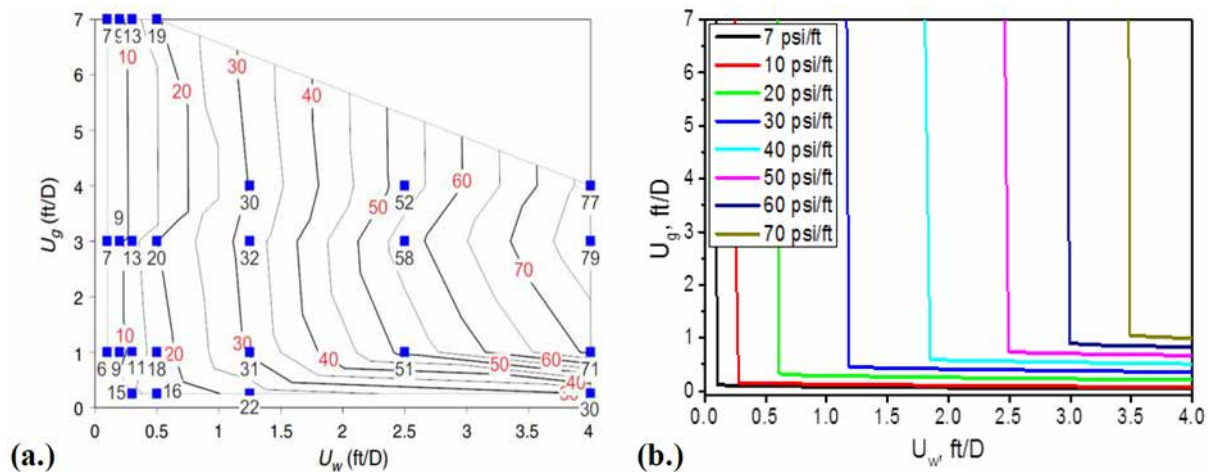 7
6
5
4
3
2
1
0
U_g (ft/D)
0 0.5 1 1.5 2 2.5 3 3.5 4
U_w (ft/D)
7 9 13 19
10 20 30 40
50 60
30 52 77
9
7 13 20 32 58 79
70
10 20 30 40 50 60
6 9 11 18 31 51 71
40
15 16 22 30
(a.)
7
6
5
4
3
2
1
0
U_g, ft/D
7 psi/ft
10 psi/ft
20 psi/ft
30 psi/ft
40 psi/ft
50 psi/ft
60 psi/ft
70 psi/ft
0.0 0.5 1.0 1.5 2.0 2.5 3.0 3.5 4.0
U_w, ft/D
(b.)